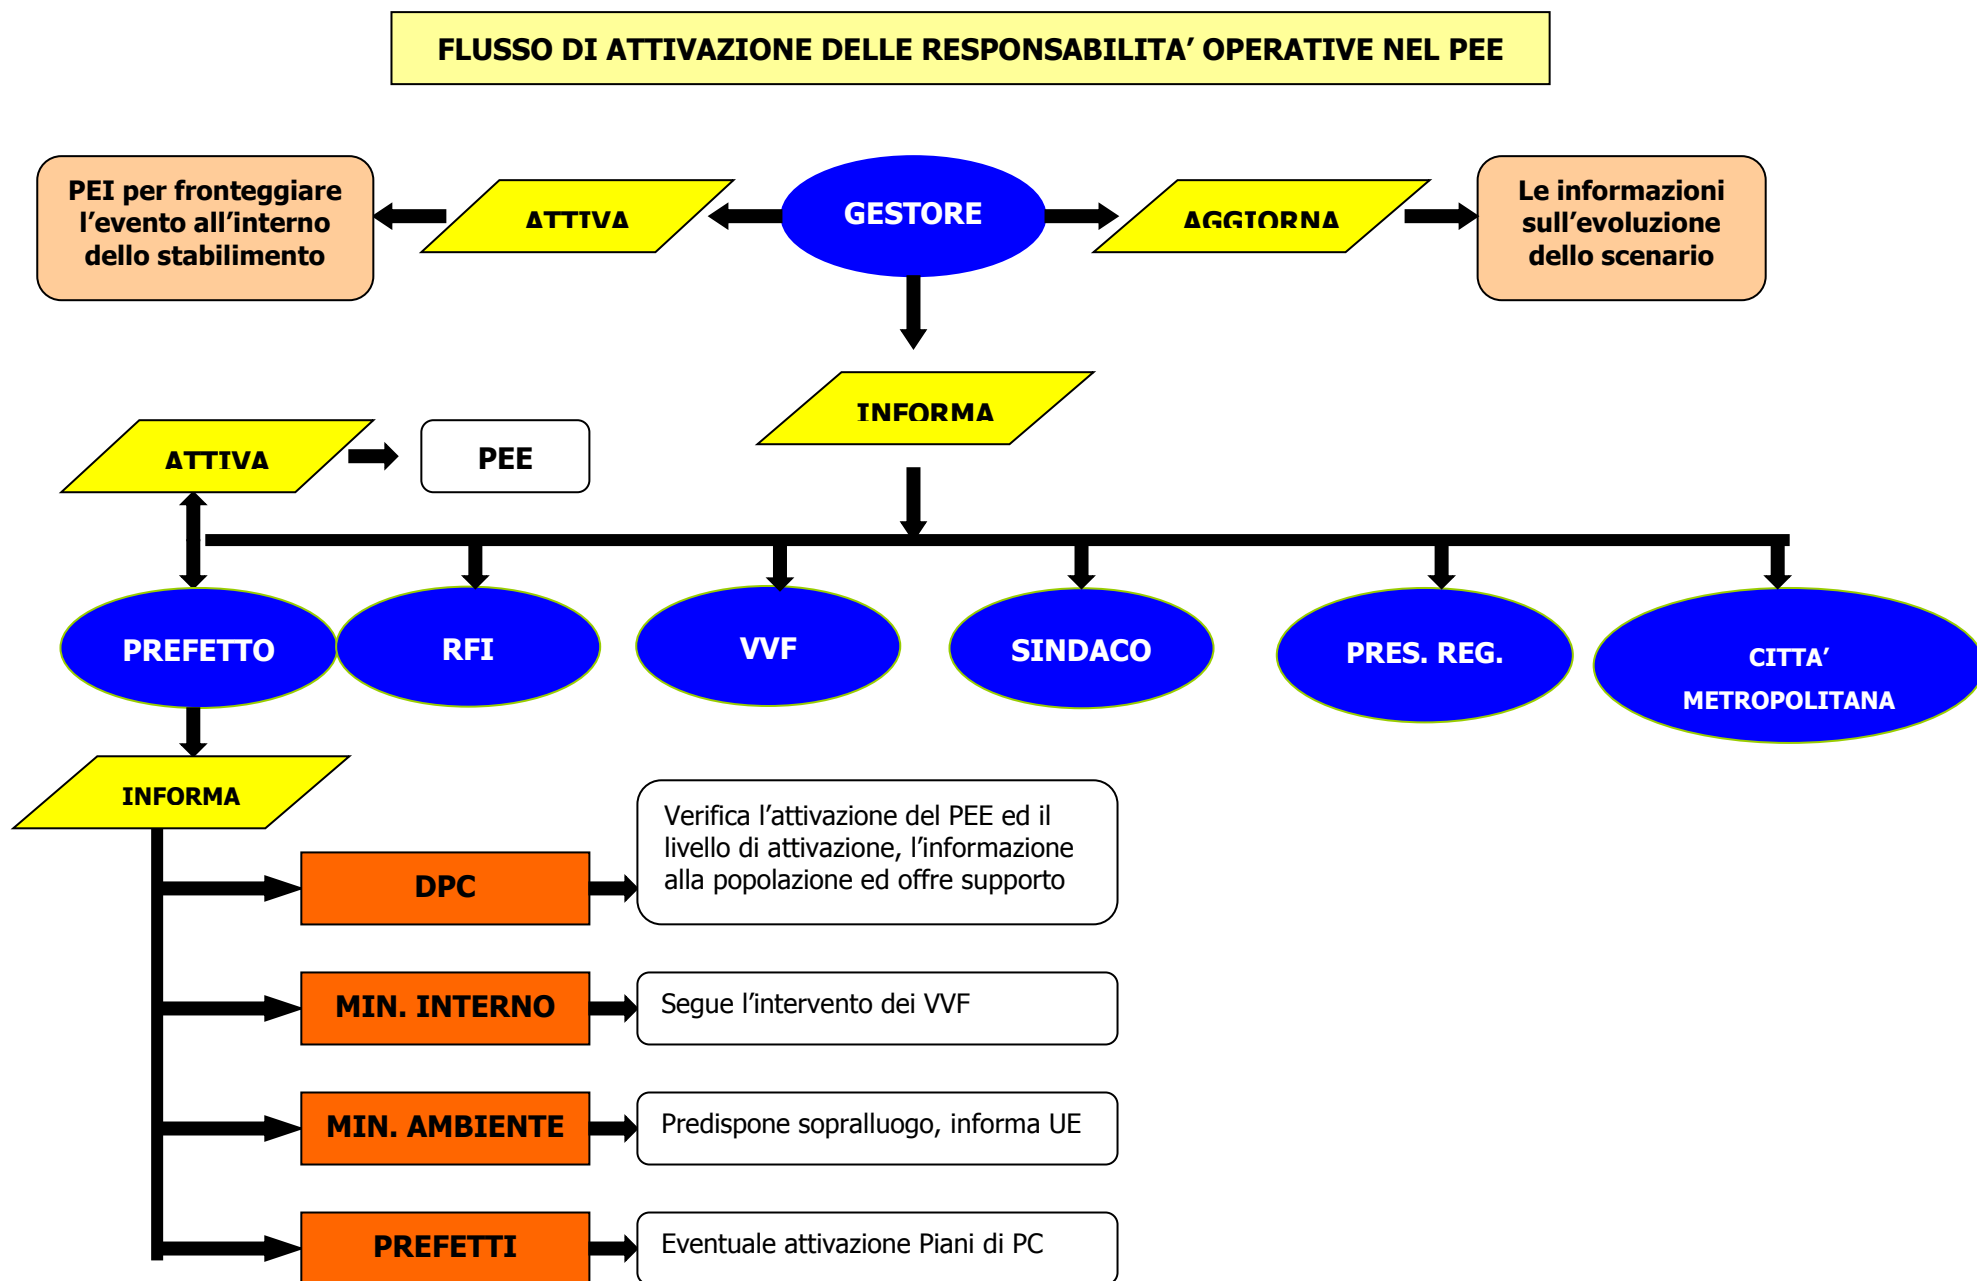 FLUSSO DI ATTIVAZIONE DELLE RESPONSABILITA’ OPERATIVE NEL PEE
PEI per fronteggiare
l’evento all’interno
dello stabilimento
ATTIVA
GESTORE
AGGIORNA
Le informazioni
sull’evoluzione
dello scenario
INFORMA
ATTIVA
PEE
PREFETTO
RFI
VVF
SINDACO
PRES. REG.
CITTA’
METROPOLITANA
INFORMA
DPC
Verifica l’attivazione del PEE ed il
livello di attivazione, l’informazione
alla popolazione ed offre supporto
MIN. INTERNO
Segue l’intervento dei VVF
MIN. AMBIENTE
Predispone sopralluogo, informa UE
PREFETTI
Eventuale attivazione Piani di PC